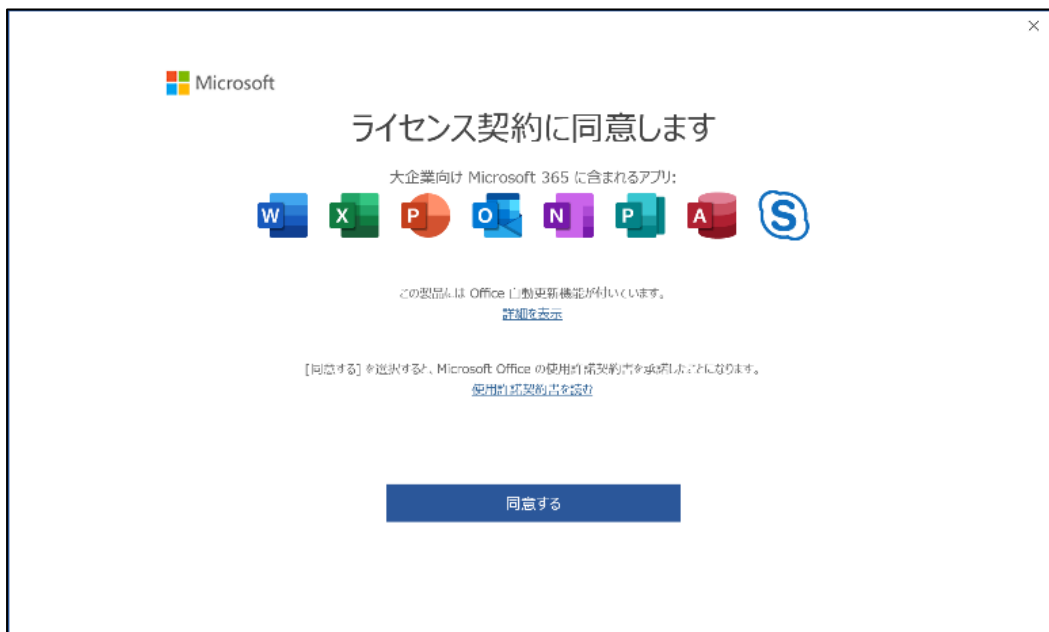 Microsoft
ライセンス契約に同意します
大企業向け Microsoft 365 に含まれるアプリ:
W X P O N P A S
この製品には Office 自動更新機能が付いています。
詳細を表示
[同意する] を選択すると、Microsoft Office の使用許諾契約書を承諾したことになります。
使用許諾契約書を読む
同意する